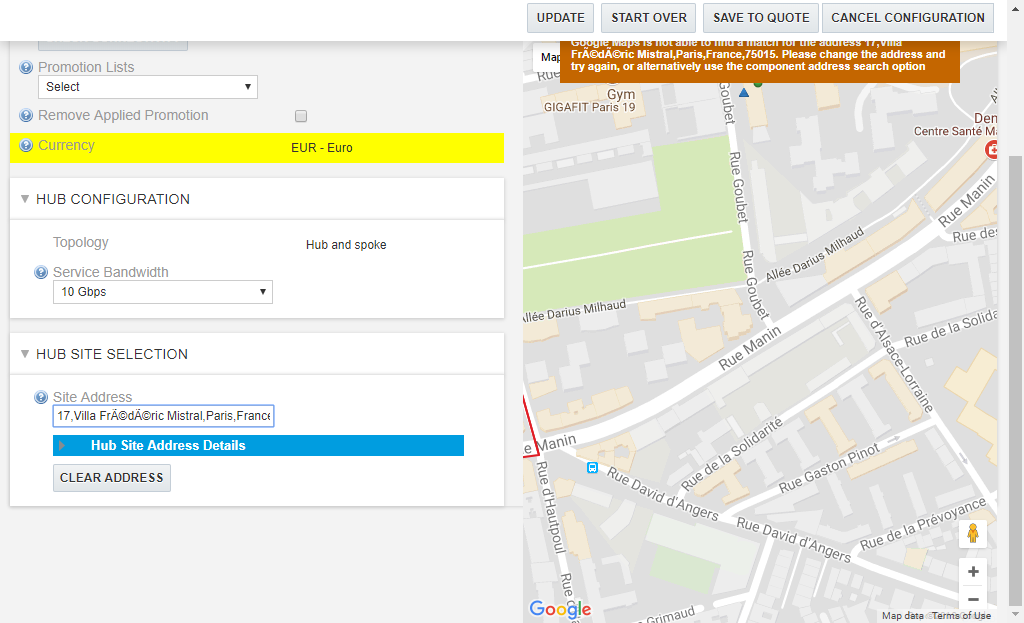 UPDATE
START OVER
SAVE TO QUOTE
CANCEL CONFIGURATION
Promotion Lists
Select
Remove Applied Promotion
Currency
EUR - Euro
HUB CONFIGURATION
Topology
Hub and spoke
Service Bandwidth
10 Gbps
HUB SITE SELECTION
Site Address
17,Villa FrÃ©dÃ©ric Mistral,Paris,France
Hub Site Address Details
CLEAR ADDRESS
Map
Google Maps is not able to find a match for the address 17,Villa
FrÃ©dÃ©ric Mistral,Paris,France,75015. Please change the address and
try again, or alternatively use the component address search option
Rue
Gym
GIGAFIT Paris 19
Goubet
Den
Centre Santé Ma
Rue Goubet
Rue Manin
Rue des
Allée Darius Milhaud
Rue Goubet
Allée Darius Milhaud
Rue Manin
Rue d'Alsace-Lorraine
Rue de la Solida
e Manin
Rue de la Solidarité
Rue Gaston Pinot
Rue d'Hautpoul
Rue David d'Angers
Rue David d'Angers
Rue de la Prévoyance
Rue d
Grimaud
Google
Map data
Terms of Use